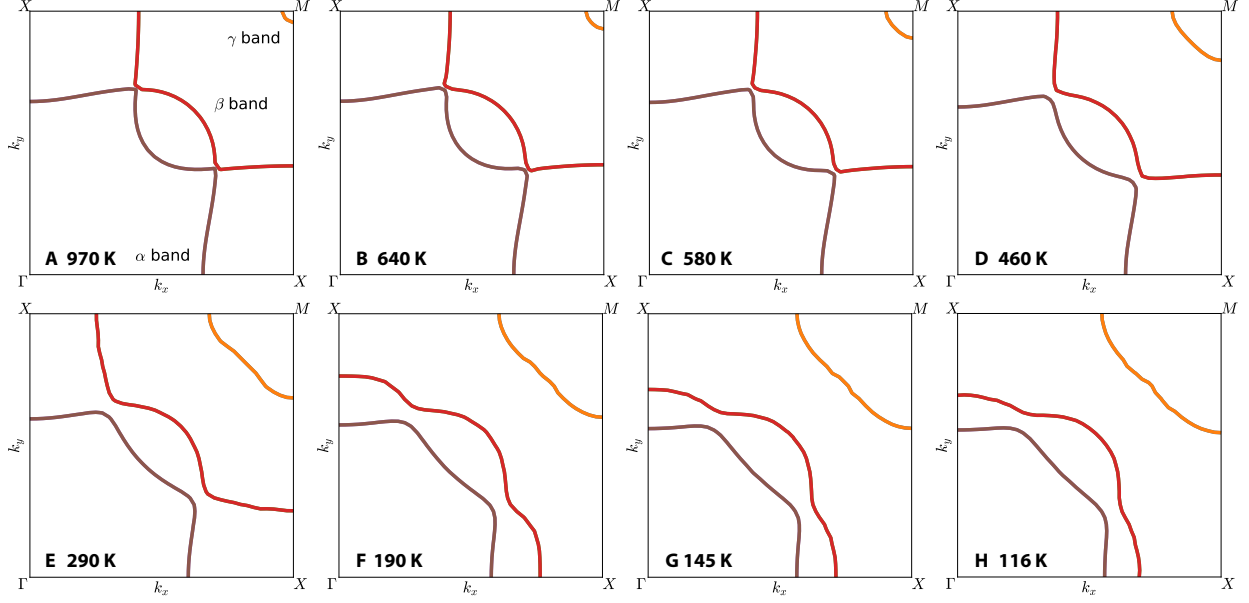 X M X M X M X M
γ band
β band
k_y k_y k_y k_y
A 970 K α band B 640 K C 580 K D 460 K
Γ k_x X Γ k_x X Γ k_x X Γ k_x X
X M X M X M X M
k_y k_y k_y k_y
E 290 K F 190 K G 145 K H 116 K
Γ k_x X Γ k_x X Γ k_x X Γ k_x X